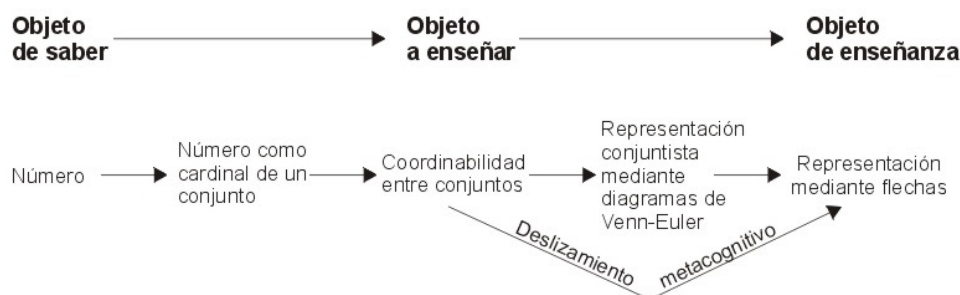 Objeto
de saber
Objeto
a enseñar
Objeto
de enseñanza
Número
Número como
cardinal de un
conjunto
Coordinabilidad
entre conjuntos
Representación
conjuntista
mediante
diagramas de
Venn-Euler
Representación
mediante flechas
Deslizamiento
metacognitivo